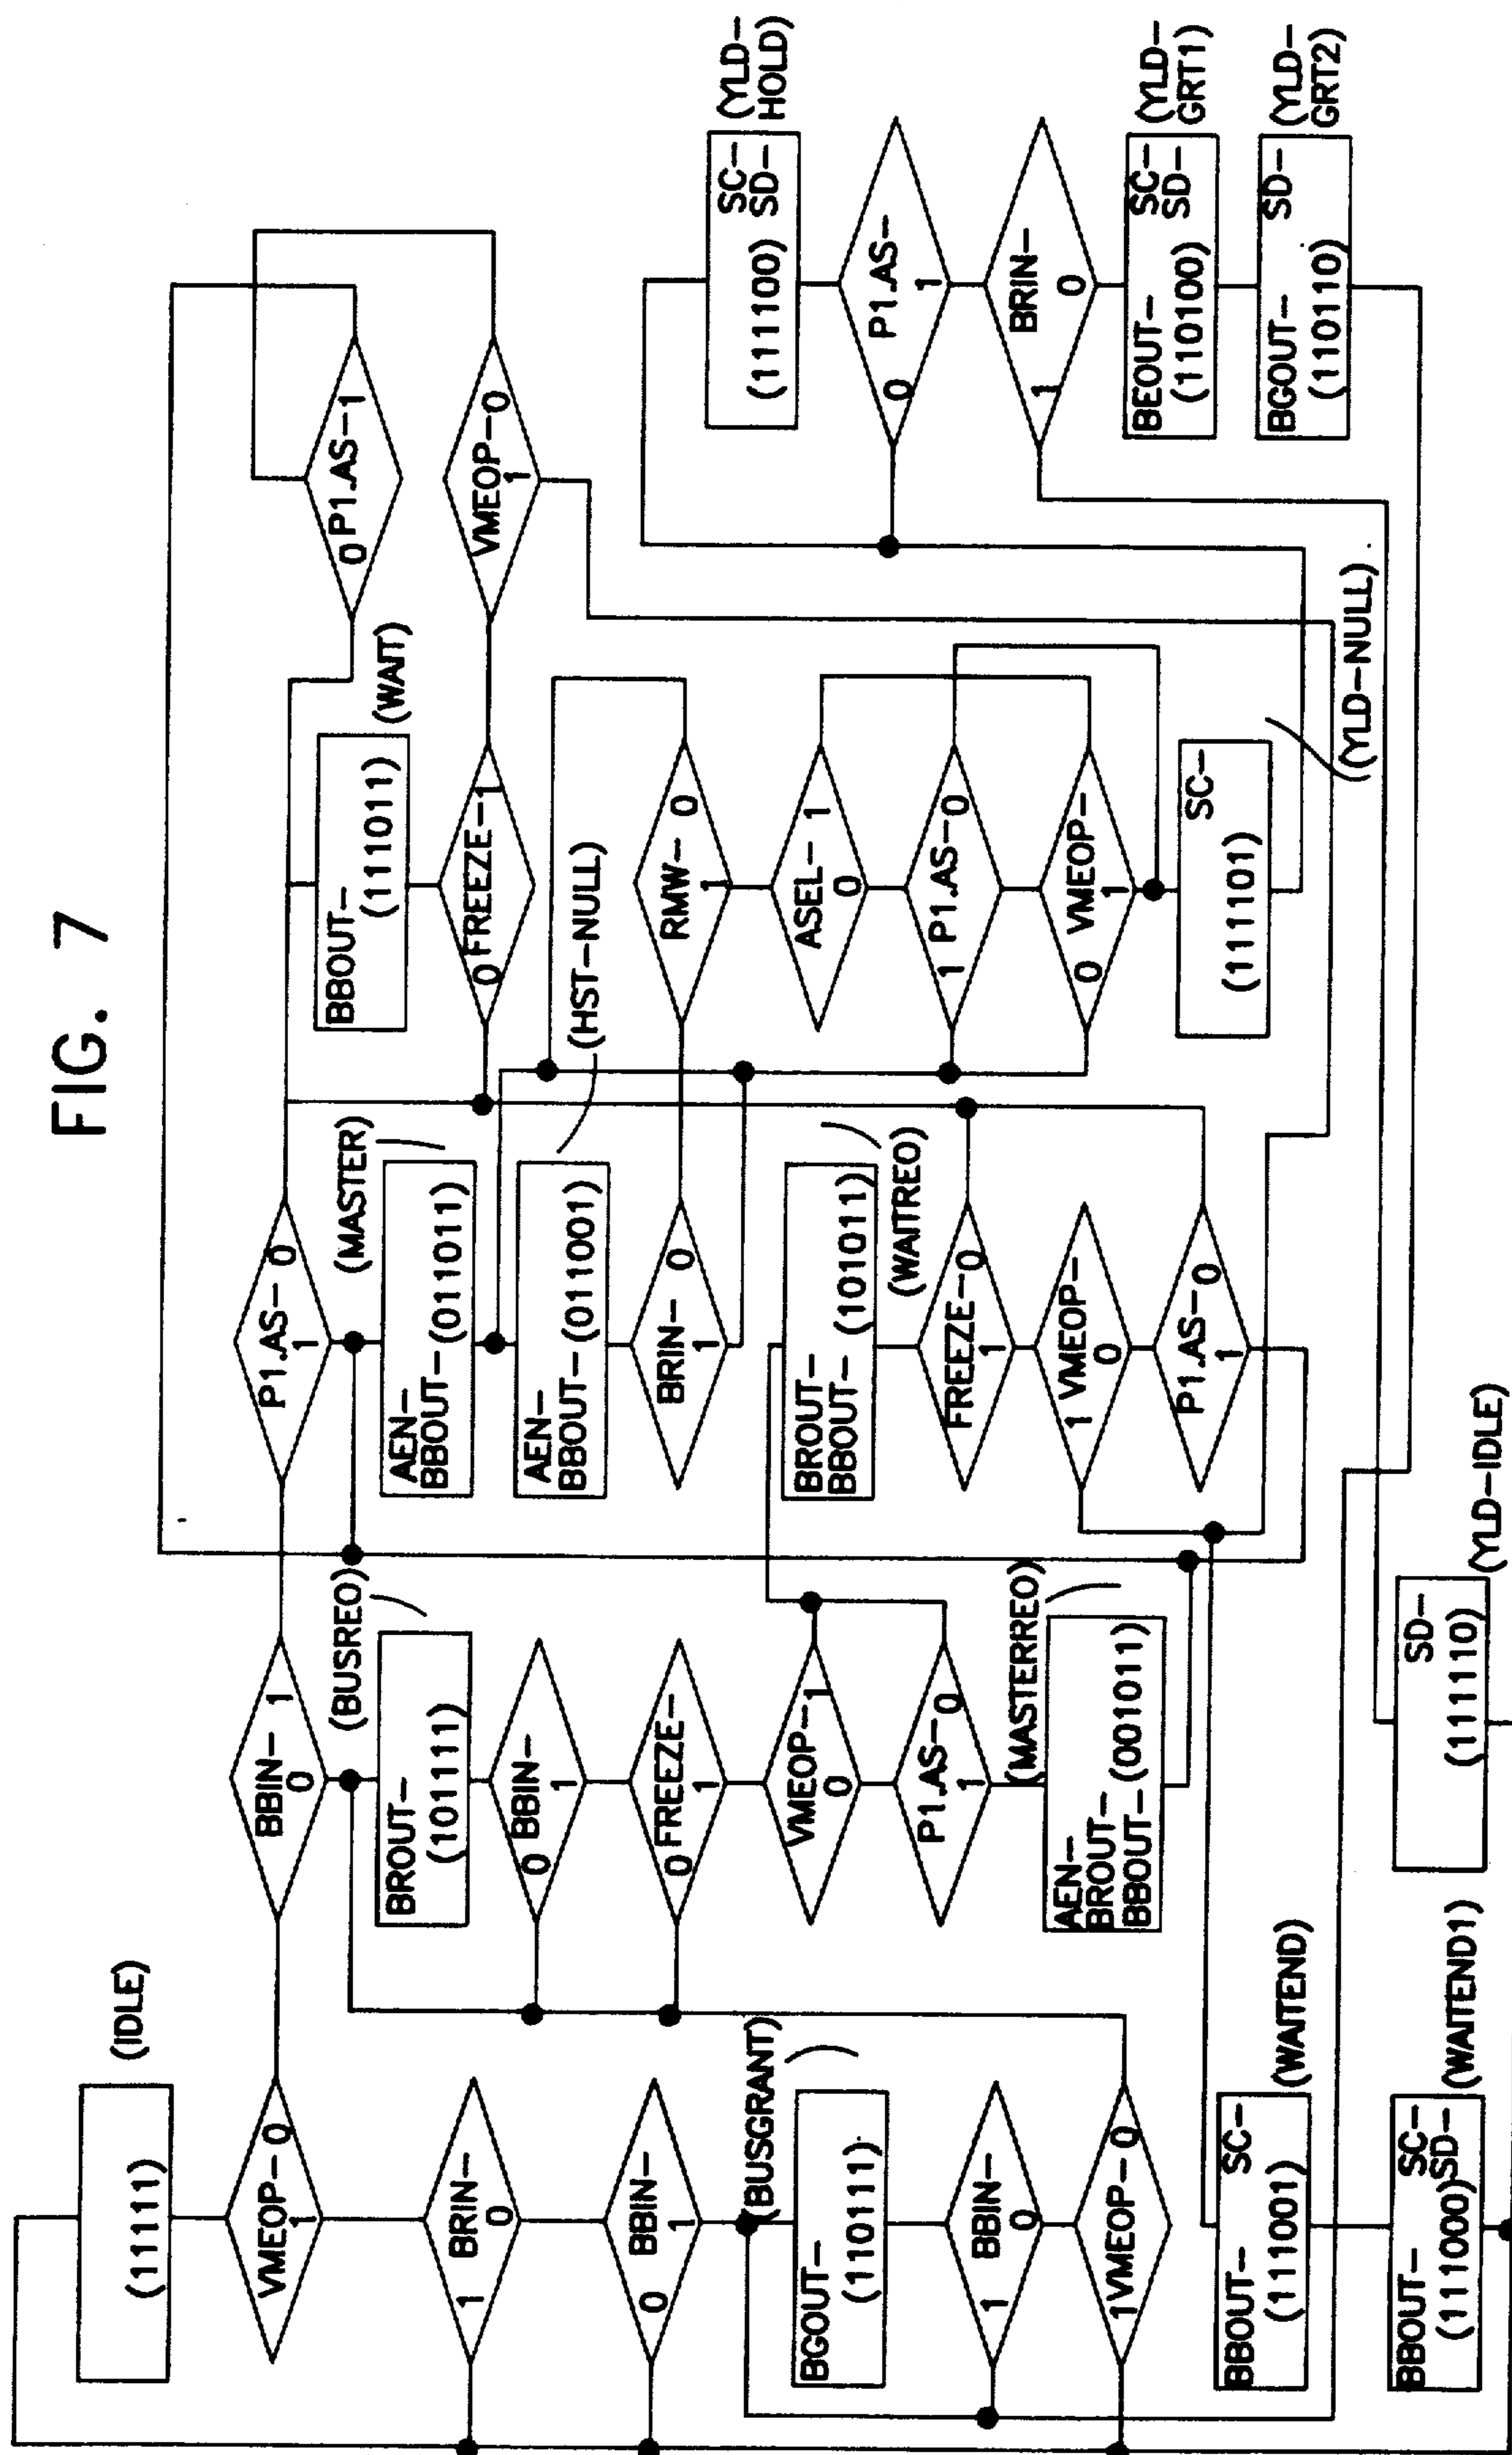 FIG. 7
(IDLE)
(111111)
VMEOP- 0
1
BRIN-
1
0
BBIN-
0
1
(BUSGRANT)
BGOUT-
(110111)
BBIN-
1
0
1 VMEOP- 0
BBOUT- SC-
(111001)
(WAITEND)
BBOUT- SC-
(111000) SD-
(WAITEND1)
BBIN- 1
0
(BUSREO)
BROUT-
(101111)
0 BBIN-
1
0 FREEZE-
1
VMEOP- 1
0
P1.AS- 0
1
(MASTERREO)
AEN-
BROUT-
BBOUT- (001011)
SD-
(111110)
(YLD-IDLE)
P1.AS- 0
1
(MASTER)
AEN-
BBOUT- (011011)
(HST-NULL)
AEN-
BBOUT- (011001)
BRIN- 0
1
BROUT-
BBOUT- (101011)
(WAITREO)
FREEZE- 0
1
1 VMEOP-
0
P1.AS- 0
1
BBOUT-
(111011)
(WAIT)
0 FREEZE- 1
RMW- 0
1
ASEL- 1
0
1 P1.AS- 0
0 VMEOP-
1
SC-
(111101)
(YLD-NULL)
0 P1.AS- 1
VMEOP- 0
1
SC-
(111100) SD-
(YLD-
HOLD)
P1.AS-
0
1
BRIN-
1
0
BEOUT- SC-
(110100) SD-
(YLD-
GRT1)
BGOUT- SD-
(110110)
(YLD-
GRT2)